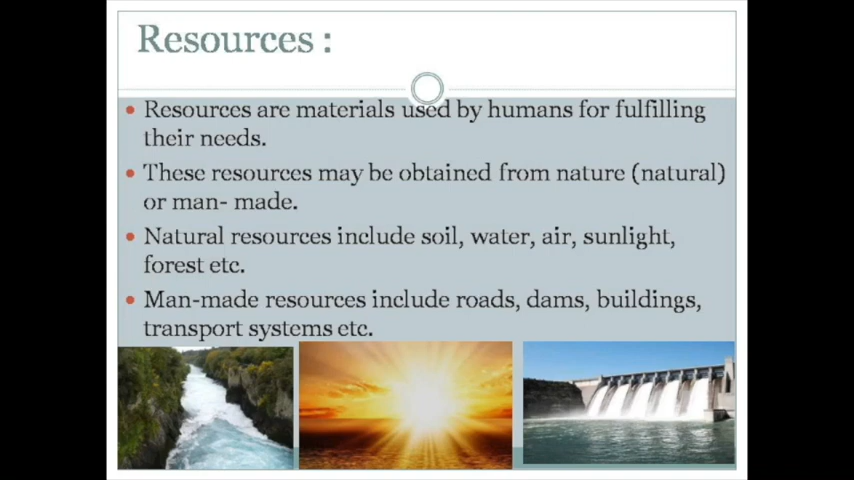 Resources :
• Resources are materials used by humans for fulfilling
their needs.
• These resources may be obtained from nature (natural)
or man- made.
• Natural resources include soil, water, air, sunlight,
forest etc.
• Man-made resources include roads, dams, buildings,
transport systems etc.